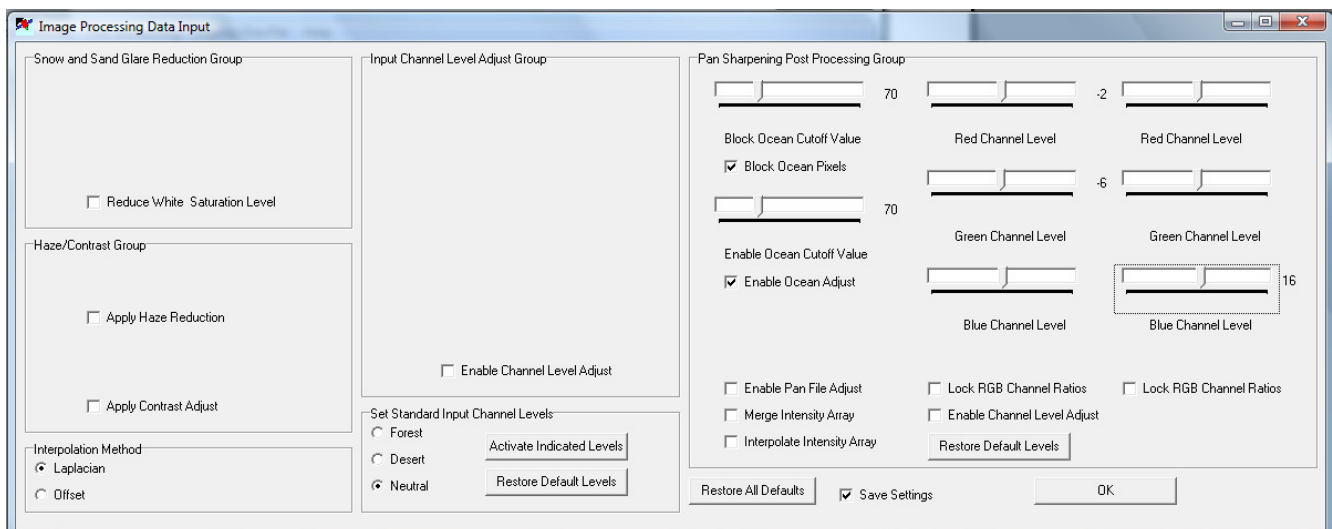 Image Processing Data Input
Snow and Sand Glare Reduction Group
Reduce White Saturation Level
Haze/Contrast Group
Apply Haze Reduction
Apply Contrast Adjust
Interpolation Method
Laplacian
Offset
Input Channel Level Adjust Group
Enable Channel Level Adjust
Set Standard Input Channel Levels
Forest
Desert
Neutral
Activate Indicated Levels
Restore Default Levels
Pan Sharpening Post Processing Group
70
Block Ocean Cutoff Value
Block Ocean Pixels
70
Enable Ocean Cutoff Value
Enable Ocean Adjust
Enable Pan File Adjust
Merge Intensity Array
Interpolate Intensity Array
-2
Red Channel Level
-6
Green Channel Level
Blue Channel Level
Lock RGB Channel Ratios
Enable Channel Level Adjust
Restore Default Levels
Red Channel Level
Green Channel Level
16
Blue Channel Level
Lock RGB Channel Ratios
Restore All Defaults
Save Settings
OK